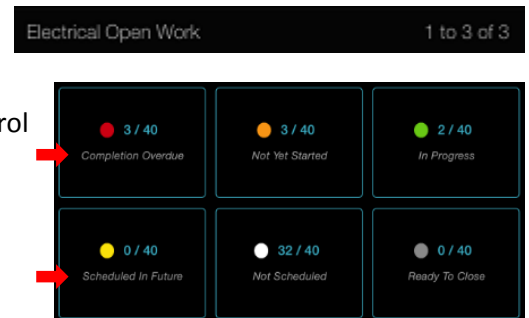 Electrical Open Work 1 to 3 of 3
rol
3 / 40 3 / 40 2 / 40
Completion Overdue Not Yet Started In Progress
0 / 40 32 / 40 0 / 40
Scheduled In Future Not Scheduled Ready To Close